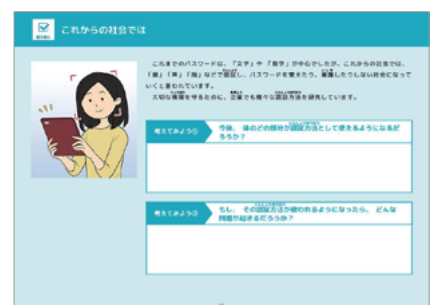 これからの社会では
これまでのパスワードは、「文字」や「数字」が中心でしたが、これからの社会では、
「顔」「声」「指」などで認証し、パスワードを覚えたり、管理したりしない社会になって
いくと言われています。
大切な情報を守るために、企業でも様々な認証方法を研究しています。
考えてみよう①
今後、体のどの部分が認証方法として使えるようになるだ
ろうか？
考えてみよう②
もし、その認証方法が使われるようになったら、どんな
問題が起きるだろうか？